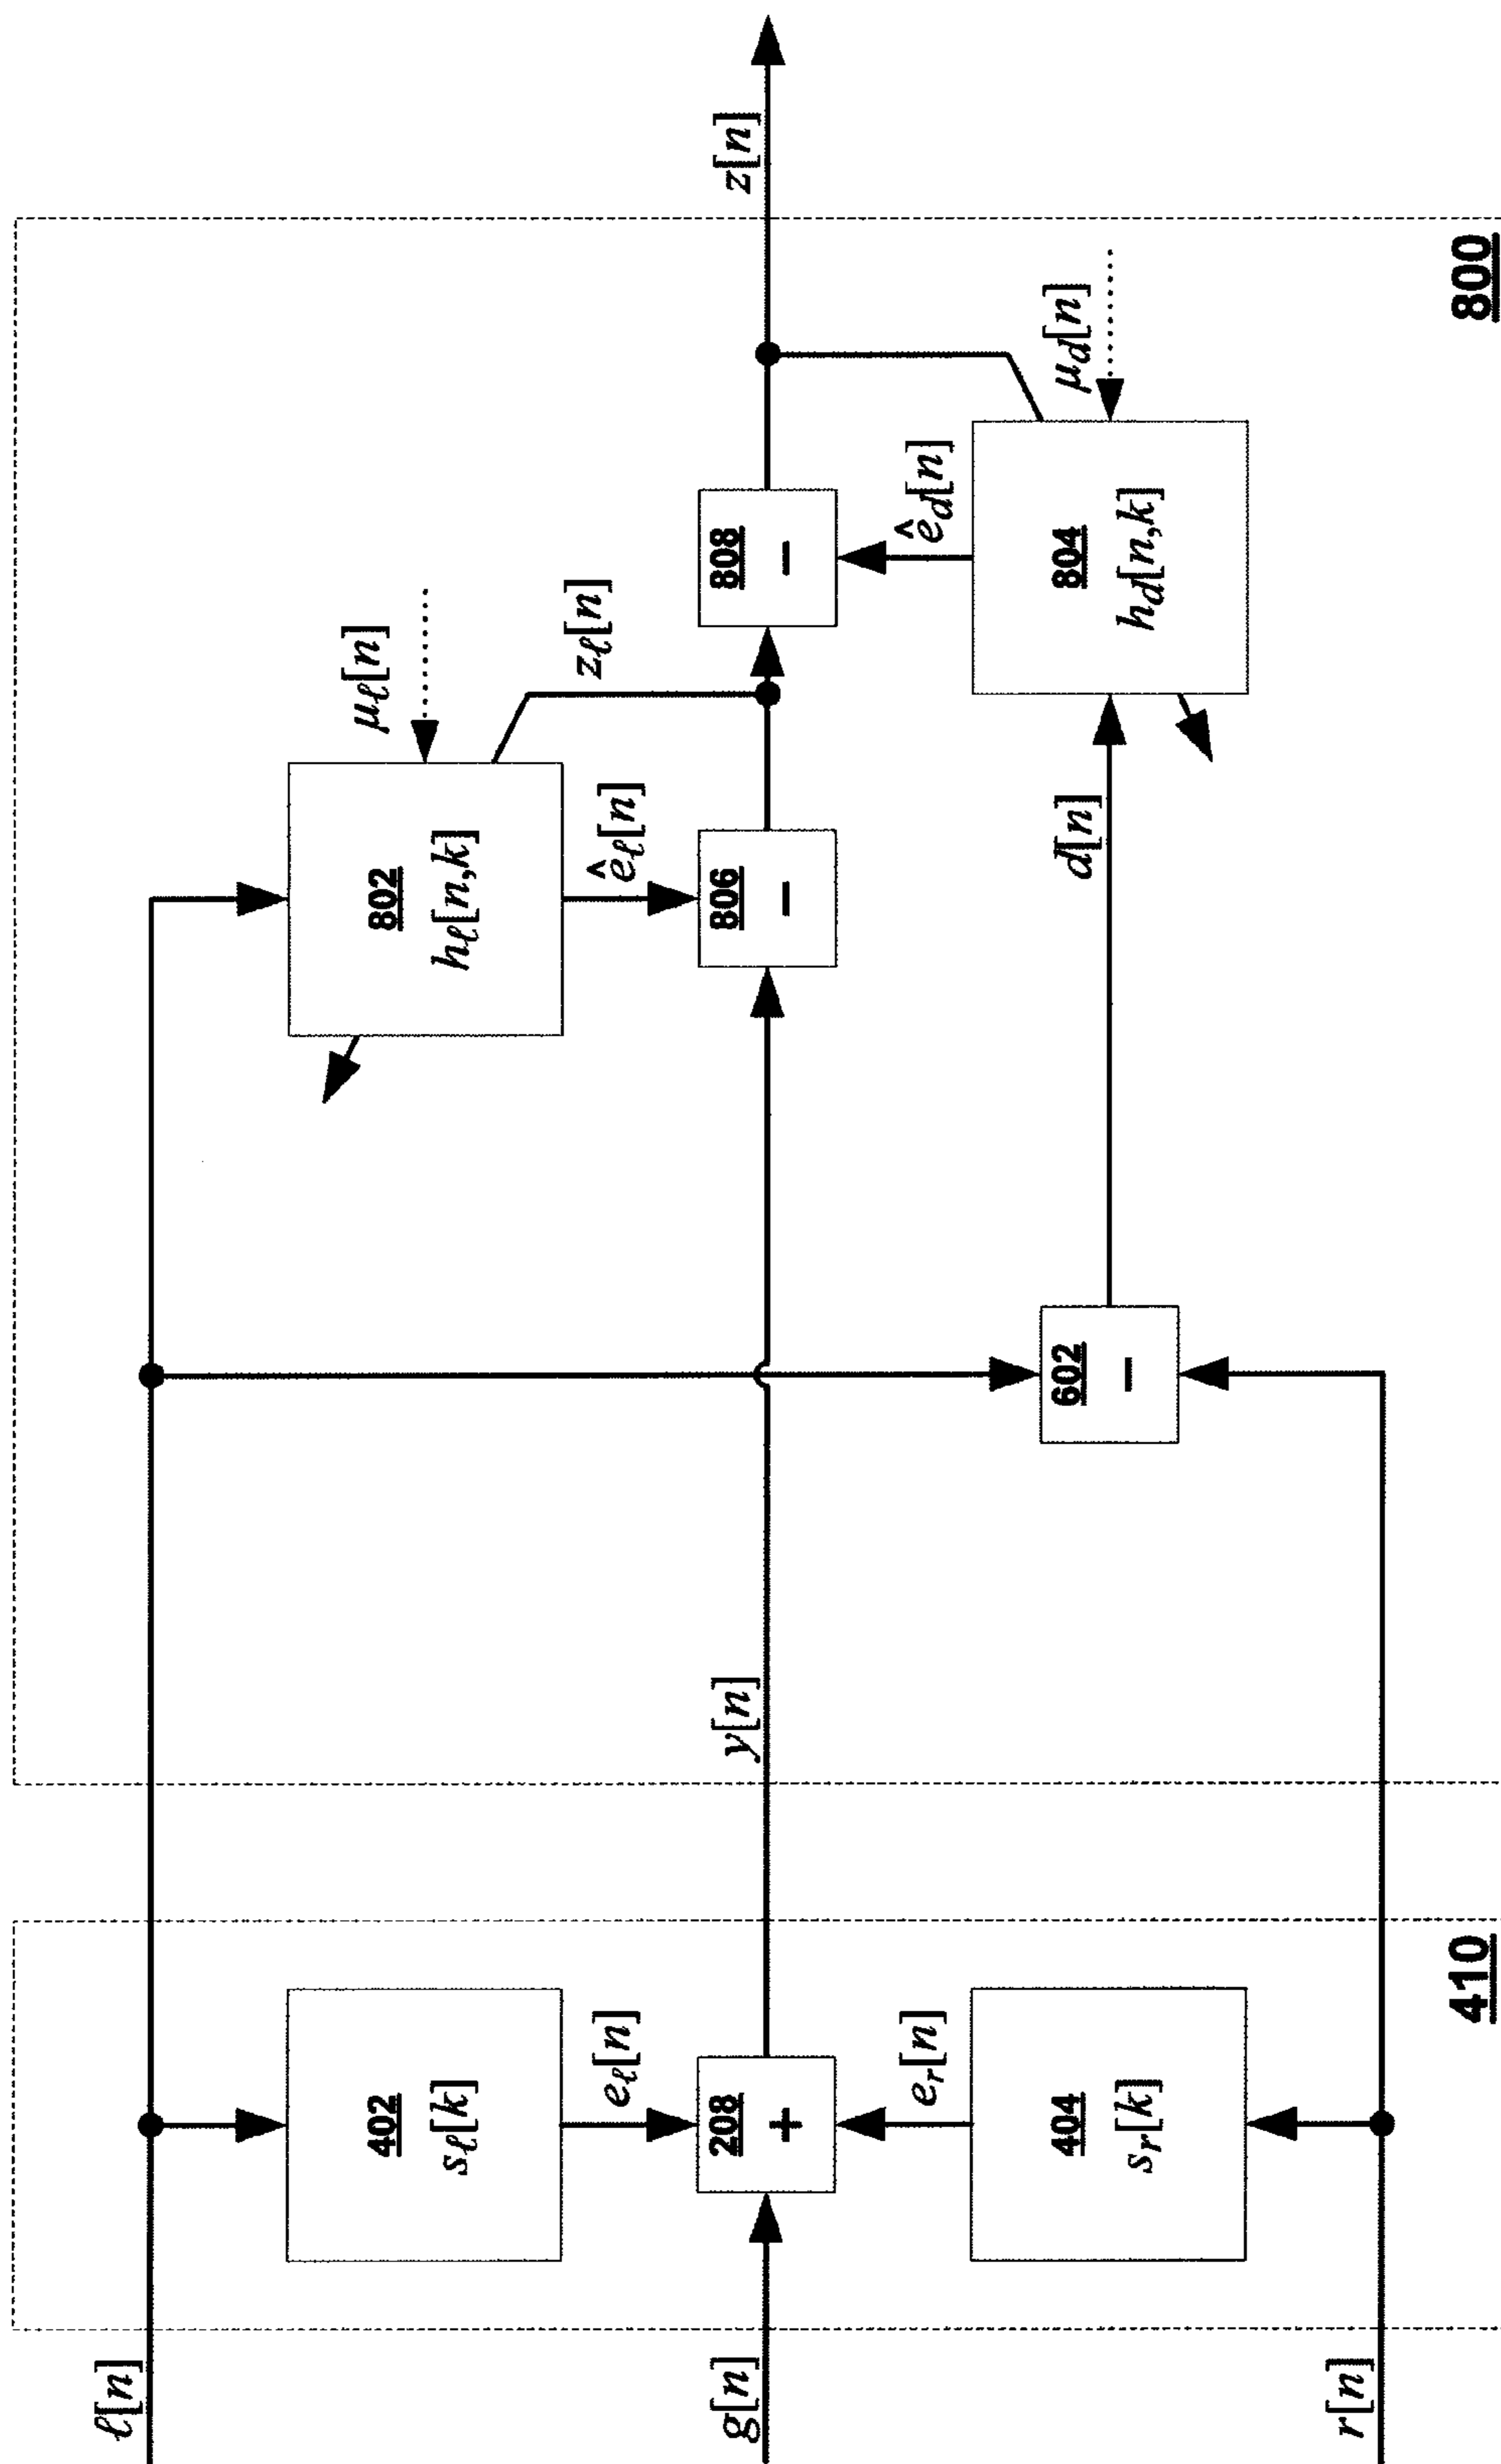 ℓ[n]
g[n]
r[n]
402
sℓ[k]
eℓ[n]
208
+
er[n]
404
sr[k]
410
y[n]
602
−
d[n]
802
hℓ[n,k]
μℓ[n]
êℓ[n]
806
−
zℓ[n]
808
−
êd[n]
804
hd[n,k]
μd[n]
z[n]
800